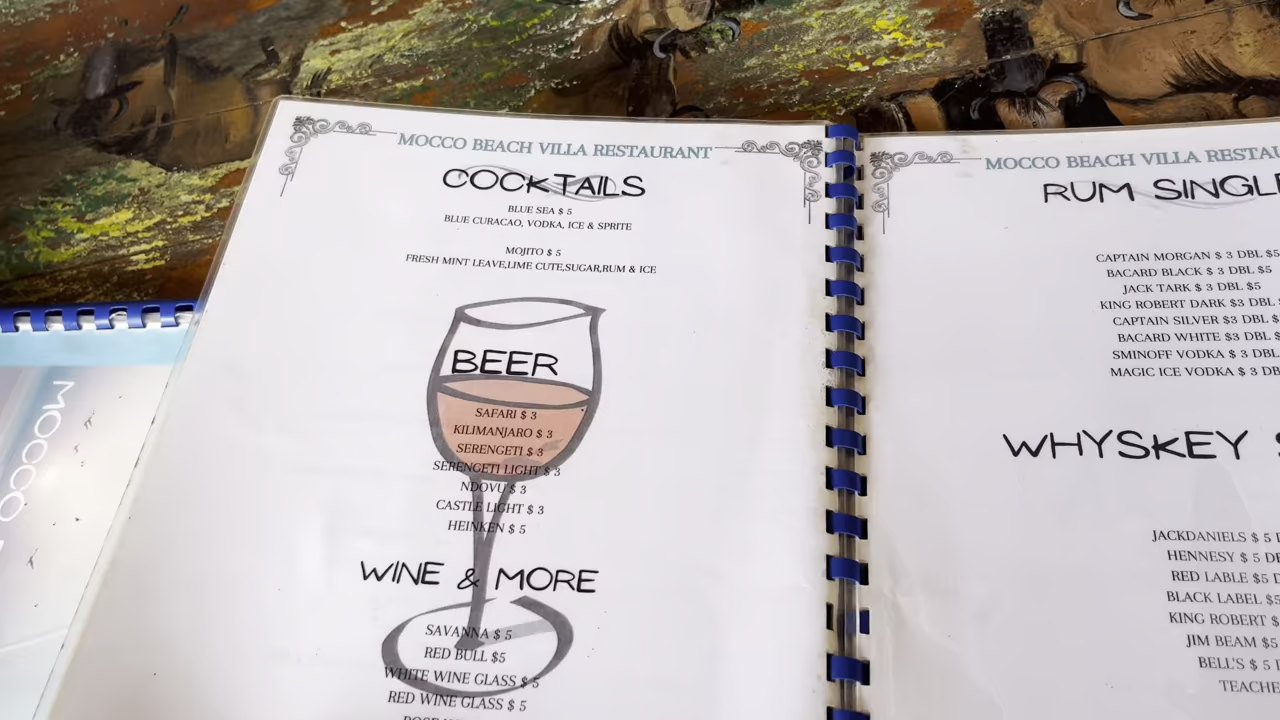 MOCCO BEACH VILLA RESTAURANT
COCKTAILS
BLUE SEA $ 5
BLUE CURACAO, VODKA, ICE & SPRITE
MOJITO $ 5
FRESH MINT LEAVE,LIME CUTE,SUGAR,RUM & ICE
BEER
SAFARI $ 3
KILIMANJARO $ 3
SERENGETI $ 3
SERENGETI LIGHT $ 3
NDOVU $ 3
CASTLE LIGHT $ 3
HEINKEN $ 5
WINE & MORE
SAVANNA $ 5
RED BULL $5
WHITE WINE GLASS $ 5
RED WINE GLASS $ 5
MOCCO BEACH VILLA
RUM
CAPTAIN MORGAN $ 3 DBL $5
BACARD BLACK $ 3 DBL $5
JACK TARK $ 3 DBL $5
KING ROBERT DARK $3 DBL
CAPTAIN SILVER $3 DBL
BACARD WHITE $3 DBL
SMINOFF VODKA $ 3 DBL
MAGIC ICE VODKA $ 3 DBL
WHYSKEY
JACKDANIELS $ 5
HENNESY $ 5
RED LABLE $5
BLACK LABEL $5
KING ROBERT $
JIM BEAM $5
BELL'S $ 5
MOCCO